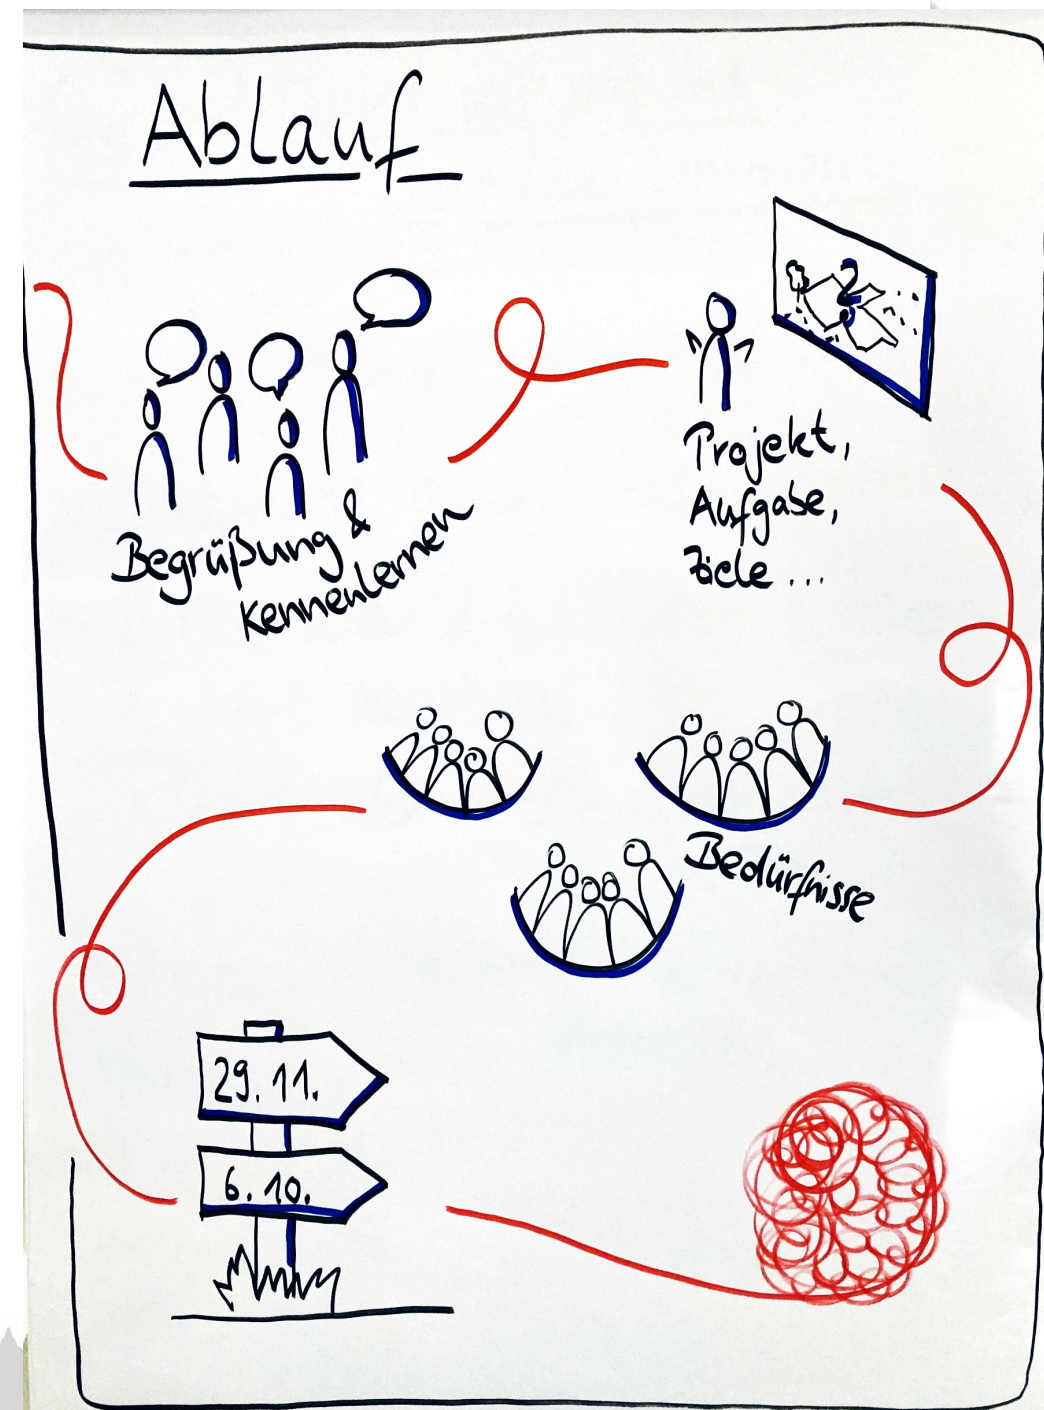 Ablauf
Begrüßung &
Kennenlernen
Projekt,
Aufgabe,
Ziele ...
Bedürfnisse
29.11.
6.10.